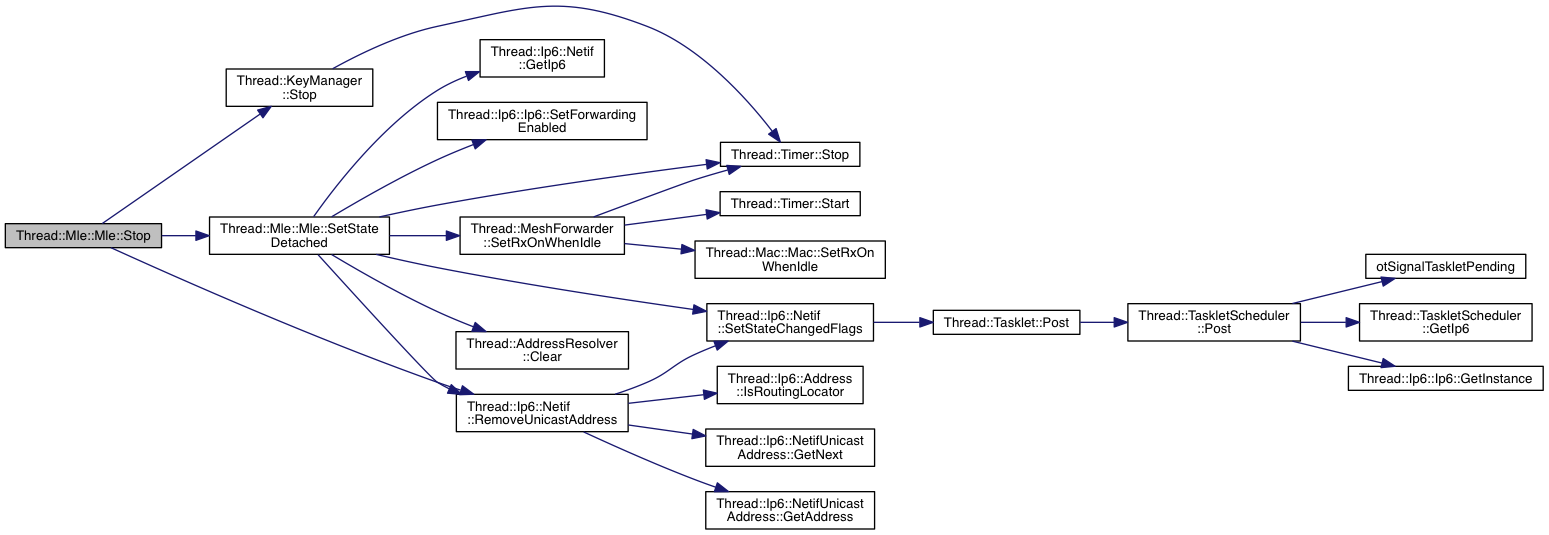 Thread::Mle::Mle::Stop
Thread::KeyManager
::Stop
Thread::Mle::Mle::SetState
Detached
Thread::Ip6::Netif
::GetIp6
Thread::Ip6::Ip6::SetForwarding
Enabled
Thread::MeshForwarder
::SetRxOnWhenIdle
Thread::AddressResolver
::Clear
Thread::Ip6::Netif
::RemoveUnicastAddress
Thread::Timer::Stop
Thread::Timer::Start
Thread::Mac::Mac::SetRxOn
WhenIdle
Thread::Ip6::Netif
::SetStateChangedFlags
Thread::Ip6::Address
::IsRoutingLocator
Thread::Ip6::NetifUnicast
Address::GetNext
Thread::Ip6::NetifUnicast
Address::GetAddress
Thread::Tasklet::Post
Thread::TaskletScheduler
::Post
otSignalTaskletPending
Thread::TaskletScheduler
::GetIp6
Thread::Ip6::Ip6::GetInstance